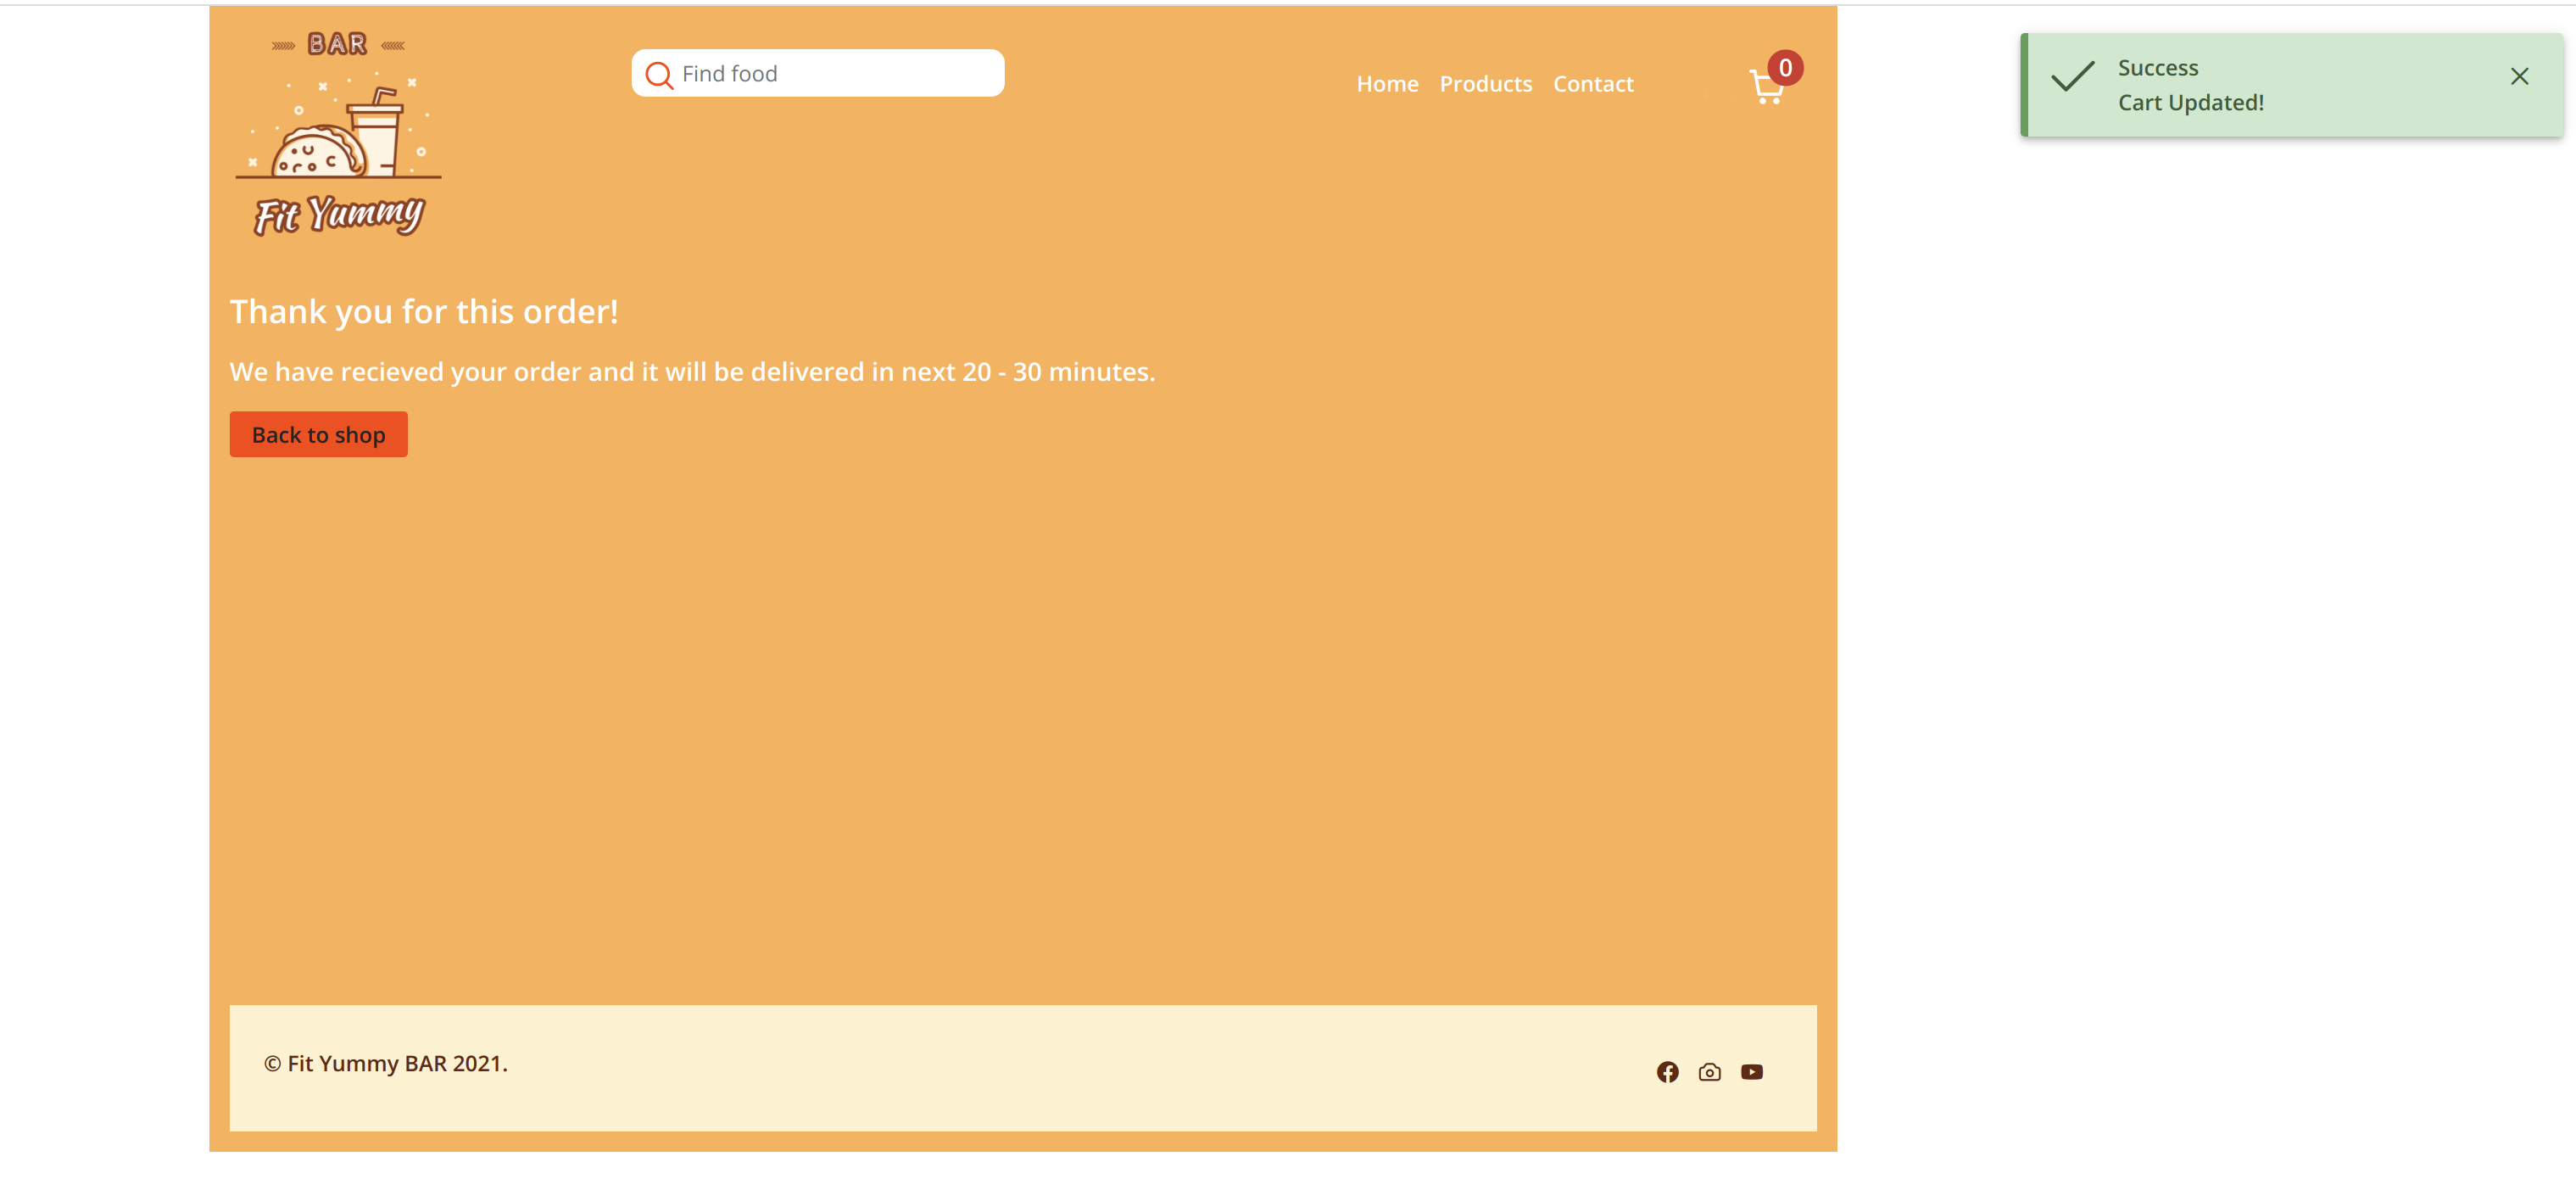 BAR
Fit Yummy
Find food
Home Products Contact
0
Success
Cart Updated!
Thank you for this order!
We have recieved your order and it will be delivered in next 20 - 30 minutes.
Back to shop
© Fit Yummy BAR 2021.